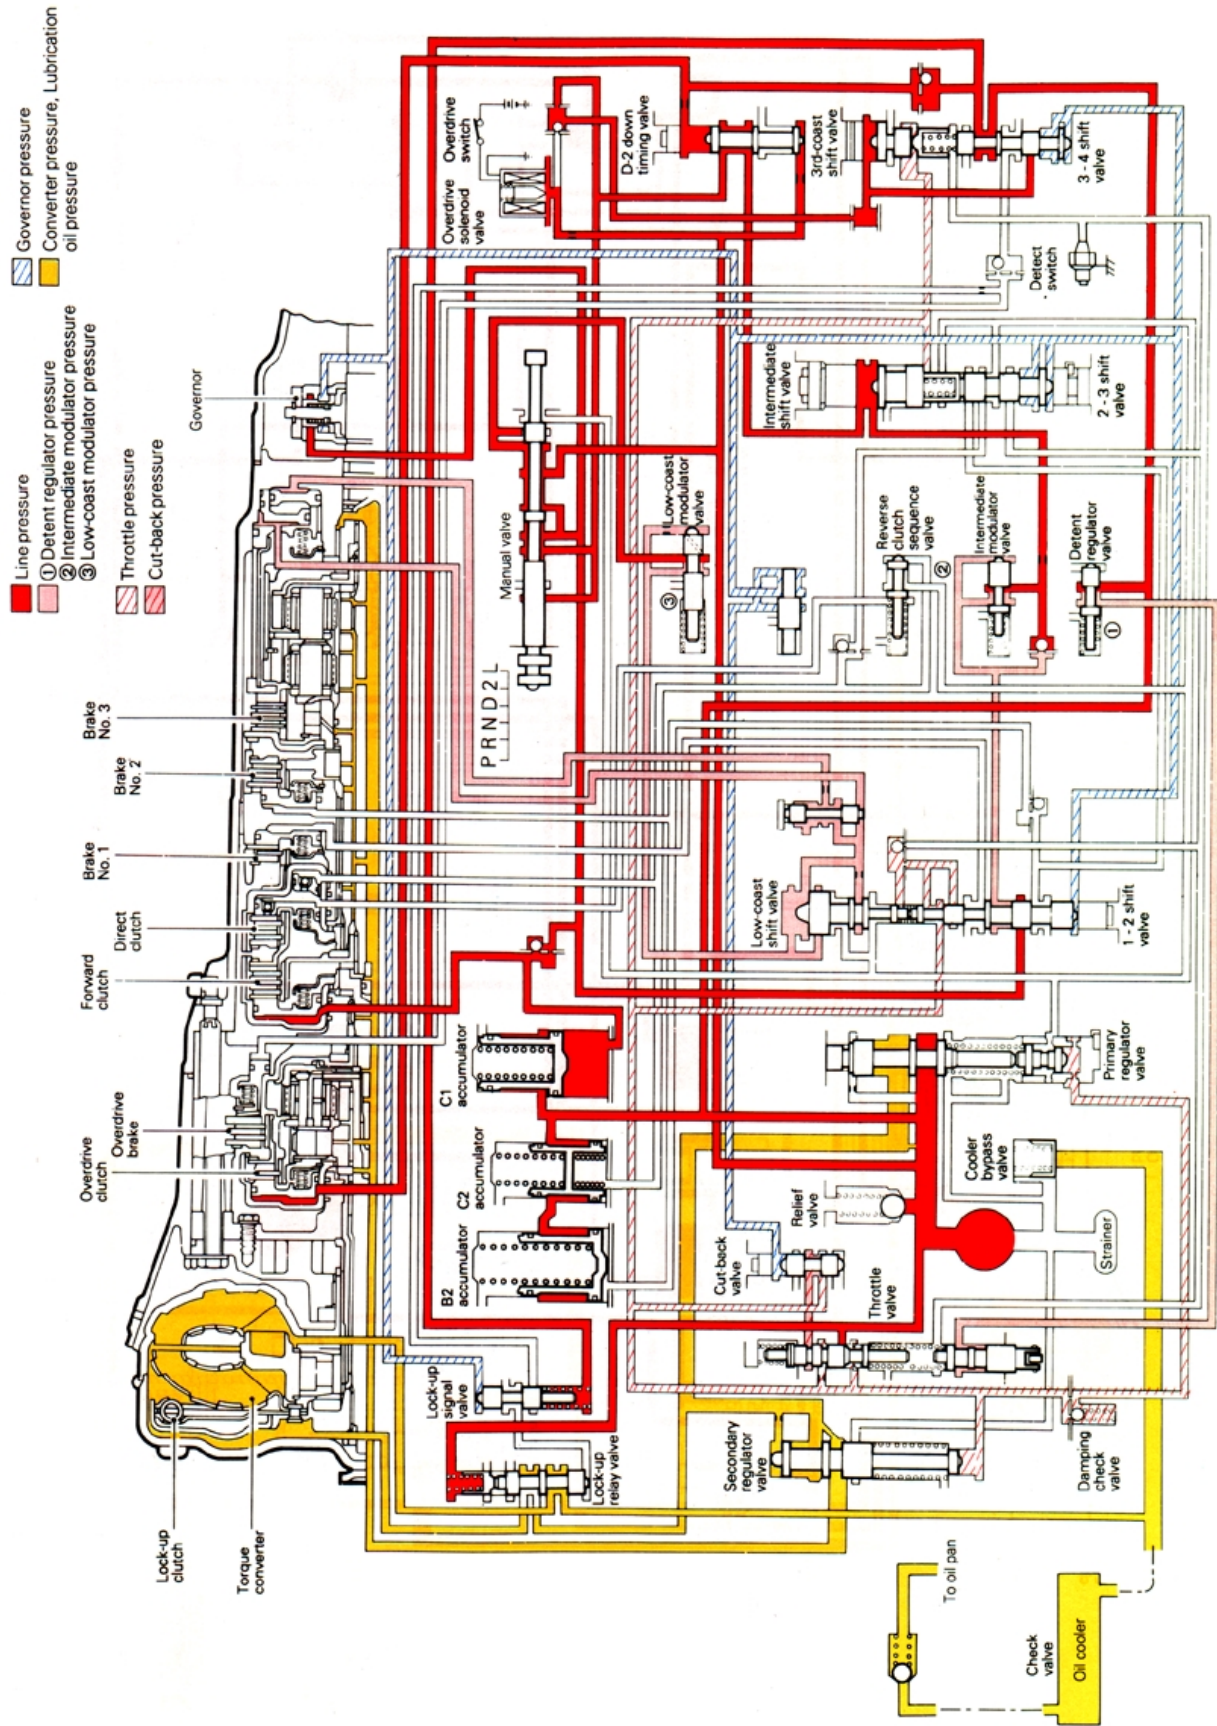 Line pressure
① Detent regulator pressure
② Intermediate modulator pressure
③ Low-coast modulator pressure
Throttle pressure
Cut-back pressure
Governor pressure
Converter pressure, Lubrication
oil pressure
Lock-up
clutch
Torque
converter
Overdrive
clutch
Overdrive
brake
Forward
clutch
Direct
clutch
Brake
No. 1
Brake
No. 2
Brake
No. 3
Governor
Lock-up
signal
valve
Lock-up
relay valve
B2
accumulator
C2
accumulator
C1
accumulator
PRND2L
Manual valve
Overdrive
solenoid
valve
Overdrive
switch
D-2 down
timing valve
3rd-coast
shift valve
3 - 4 shift
valve
Detect
switch
Intermediate
shift valve
2 - 3 shift
valve
Low-coast
modulator
valve
③
Reverse
clutch
sequence
valve
②
Intermediate
modulator
valve
Detent
regulator
valve
①
Low-coast
shift valve
1 - 2 shift
valve
Primary
regulator
valve
Cooler
bypass
valve
Relief
valve
Strainer
Cut-back
valve
Throttle
valve
Secondary
regulator
valve
Damping
check
valve
To oil pan
Check
valve
Oil cooler